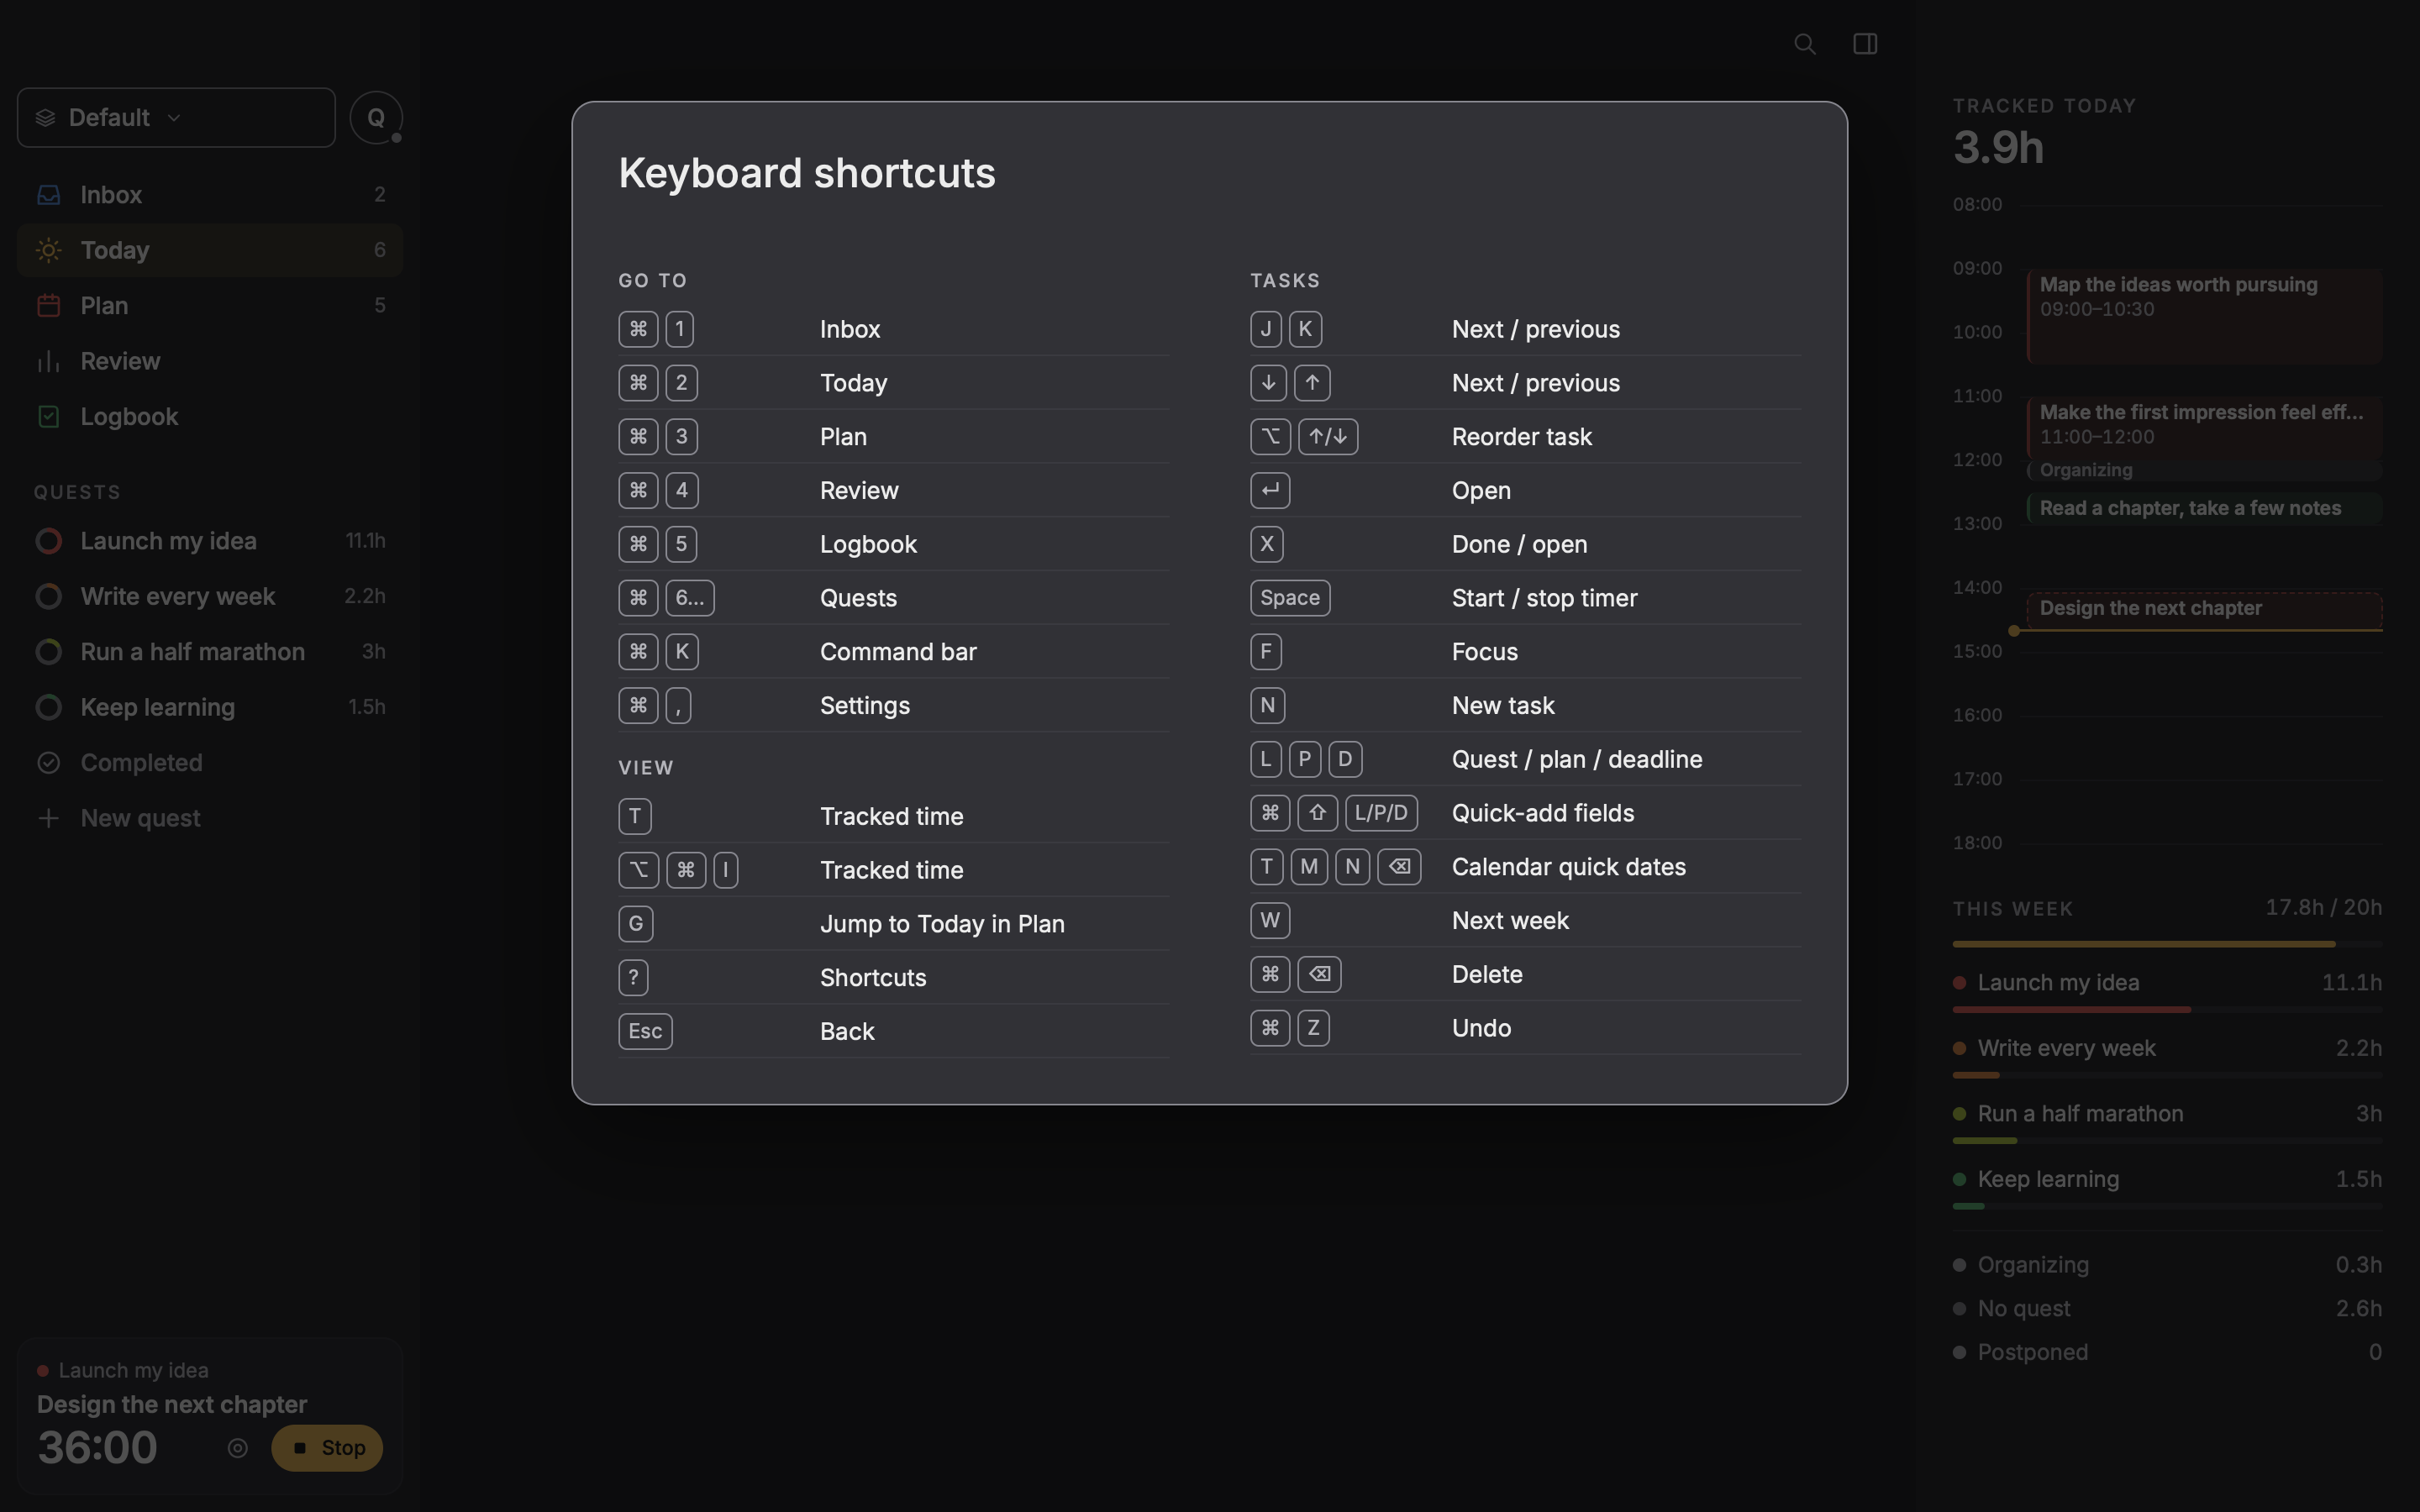 Default
Q
Inbox 2
Today 6
Plan 5
Review
Logbook
QUESTS
Launch my idea 11.1h
Write every week 2.2h
Run a half marathon 3h
Keep learning 1.5h
Completed
New quest
Launch my idea
Design the next chapter
36:00 Stop
Keyboard shortcuts
GO TO
⌘ 1 Inbox
⌘ 2 Today
⌘ 3 Plan
⌘ 4 Review
⌘ 5 Logbook
⌘ 6… Quests
⌘ K Command bar
⌘ , Settings
VIEW
T Tracked time
⌥ ⌘ I Tracked time
G Jump to Today in Plan
? Shortcuts
Esc Back
TASKS
J K Next / previous
↓ ↑ Next / previous
⌥ ↑/↓ Reorder task
↵ Open
X Done / open
Space Start / stop timer
F Focus
N New task
L P D Quest / plan / deadline
⌘ ⇧ L/P/D Quick-add fields
T M N ⌫ Calendar quick dates
W Next week
⌘ ⌫ Delete
⌘ Z Undo
TRACKED TODAY
3.9h
08:00
09:00
Map the ideas worth pursuing
09:00–10:30
10:00
11:00
Make the first impression feel eff…
11:00–12:00
12:00
Organizing
Read a chapter, take a few notes
13:00
14:00
Design the next chapter
15:00
16:00
17:00
18:00
THIS WEEK 17.8h / 20h
Launch my idea 11.1h
Write every week 2.2h
Run a half marathon 3h
Keep learning 1.5h
Organizing 0.3h
No quest 2.6h
Postponed 0